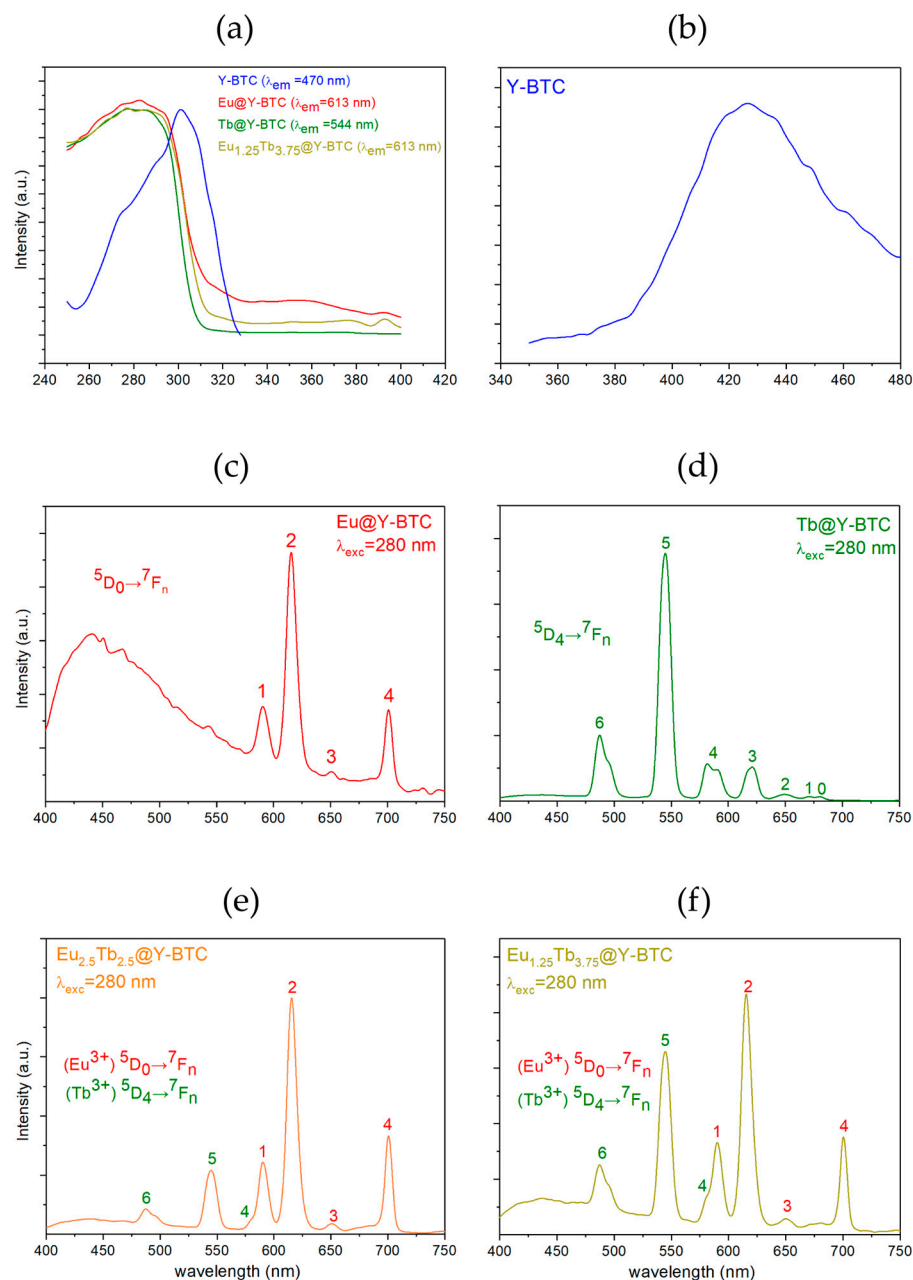 (a)
Y-BTC (λem =470 nm)
Eu@Y-BTC (λem =613 nm)
Tb@Y-BTC (λem =544 nm)
Eu1.25Tb3.75@Y-BTC (λem=613 nm)
Intensity (a.u.)
240 260 280 300 320 340 360 380 400 420
(b)
Y-BTC
340 360 380 400 420 440 460 480
(c)
Eu@Y-BTC
λexc=280 nm
⁵D₀→⁷Fn
1
2
3
4
Intensity (a.u.)
400 450 500 550 600 650 700 750
(d)
Tb@Y-BTC
λexc=280 nm
⁵D₄→⁷Fn
6
5
4
3
2
1 0
400 450 500 550 600 650 700 750
(e)
Eu2.5Tb2.5@Y-BTC
λexc=280 nm
(Eu³⁺) ⁵D₀→⁷Fn
(Tb³⁺) ⁵D₄→⁷Fn
6
5
4
1
2
3
4
Intensity (a.u.)
400 450 500 550 600 650 700 750
wavelength (nm)
(f)
Eu1.25Tb3.75@Y-BTC
λexc=280 nm
(Eu³⁺) ⁵D₀→⁷Fn
(Tb³⁺) ⁵D₄→⁷Fn
6
5
4
1
2
3
4
400 450 500 550 600 650 700 750
wavelength (nm)